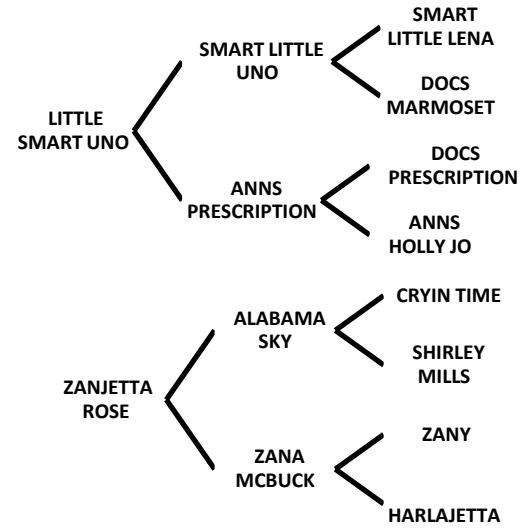 SMART
LITTLE LENA
SMART LITTLE
UNO
DOCS
MARMOSET
LITTLE
SMART UNO
DOCS
PRESCRIPTION
ANNS
PRESCRIPTION
ANNS
HOLLY JO
CRYIN TIME
ALABAMA
SKY
SHIRLEY
MILLS
ZANJETTA
ROSE
ZANY
ZANA
MCBUCK
HARLAJETTA